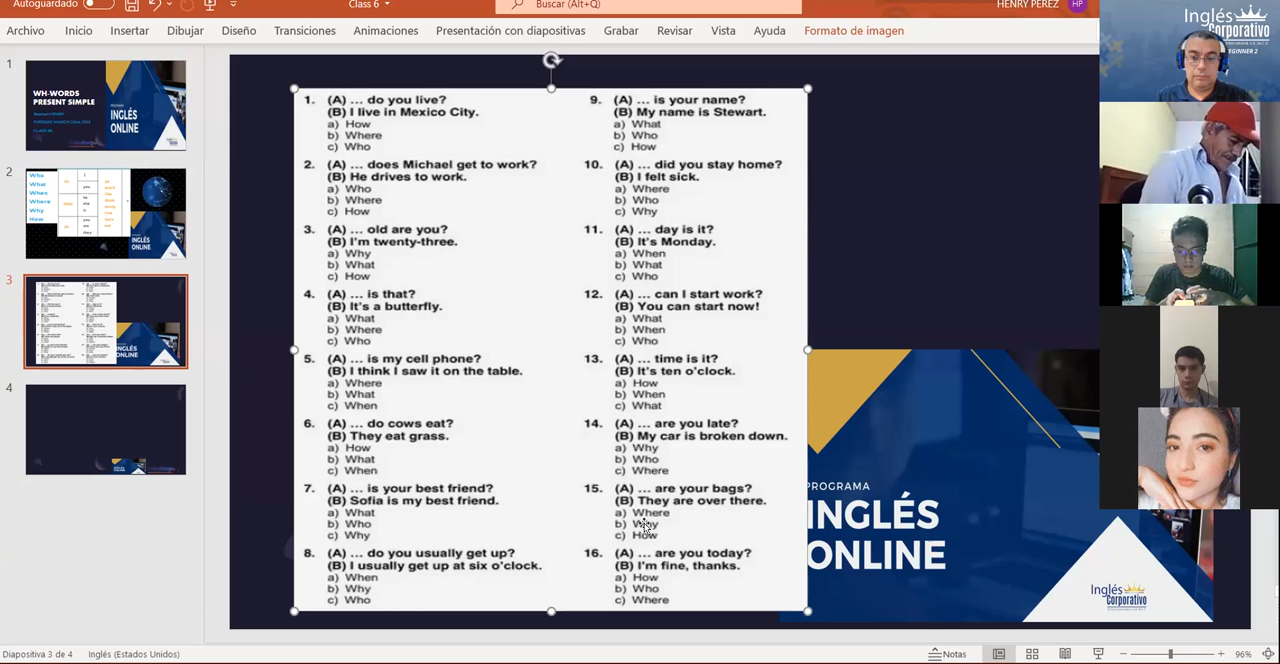 Autoguardado
Class 6
Buscar (Alt+Q)
HENRY PEREZ
HP
Archivo
Inicio
Insertar
Dibujar
Diseño
Transiciones
Animaciones
Presentación con diapositivas
Grabar
Revisar
Vista
Ayuda
Formato de imagen
1
WH-WORDS
PRESENT SIMPLE
INGLÉS
ONLINE
2
Who
What
When
Where
Why
How
INGLÉS
ONLINE
3
4
1. (A) ... do you live?
(B) I live in Mexico City.
a) How
b) Where
c) Who
2. (A) ... does Michael get to work?
(B) He drives to work.
a) Who
b) Where
c) How
3. (A) ... old are you?
(B) I'm twenty-three.
a) Why
b) What
c) How
4. (A) ... is that?
(B) It's a butterfly.
a) What
b) Where
c) Who
5. (A) ... is my cell phone?
(B) I think I saw it on the table.
a) Where
b) What
c) When
6. (A) ... do cows eat?
(B) They eat grass.
a) How
b) What
c) When
7. (A) ... is your best friend?
(B) Sofia is my best friend.
a) What
b) Who
c) Why
8. (A) ... do you usually get up?
(B) I usually get up at six o'clock.
a) When
b) Why
c) Who
9. (A) ... is your name?
(B) My name is Stewart.
a) What
b) Who
c) How
10. (A) ... did you stay home?
(B) I felt sick.
a) Where
b) Who
c) Why
11. (A) ... day is it?
(B) It's Monday.
a) When
b) What
c) Who
12. (A) ... can I start work?
(B) You can start now!
a) What
b) When
c) Who
13. (A) ... time is it?
(B) It's ten o'clock.
a) How
b) When
c) What
14. (A) ... are you late?
(B) My car is broken down.
a) Why
b) Who
c) Where
15. (A) ... are your bags?
(B) They are over there.
a) Where
b) Why
c) How
16. (A) ... are you today?
(B) I'm fine, thanks.
a) How
b) Who
c) Where
PROGRAMA
INGLÉS
ONLINE
Inglés
Corporativo
Inglés
Corporativo
Diapositiva 3 de 4
Inglés (Estados Unidos)
Notas
96%